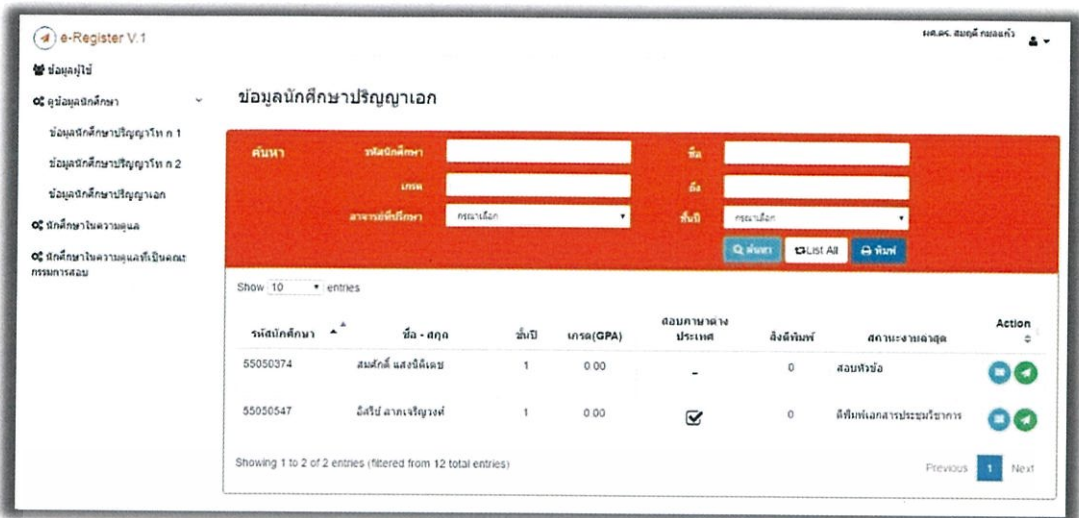 e-Register V.1
ผศ.ดร. สมฤดี กมลแก้ว
ข้อมูลผู้ใช้
ดูข้อมูลนักศึกษา
ข้อมูลนักศึกษาปริญญาโท ก 1
ข้อมูลนักศึกษาปริญญาโท ก 2
ข้อมูลนักศึกษาปริญญาเอก
นักศึกษาในความดูแล
นักศึกษาในความดูแลที่เป็นคณะ
กรรมการสอบ
ข้อมูลนักศึกษาปริญญาเอก
ค้นหา รหัสนักศึกษา ชื่อ
เกรด ถึง
อาจารย์ที่ปรึกษา กรุณาเลือก ชั้นปี กรุณาเลือก
ค้นหา List All พิมพ์
Show 10 entries
รหัสนักศึกษา ชื่อ - สกุล ชั้นปี เกรด(GPA) สอบภาษาต่าง
ประเทศ สิ่งตีพิมพ์ สถานะงานล่าสุด Action
55050374 สมศักดิ์ แสงนิติเดช 1 0.00 - 0 สอบหัวข้อ
55050547 อิสรีย์ ลาภเจริญวงศ์ 1 0.00 0 ตีพิมพ์เอกสารประชุมวิชาการ
Showing 1 to 2 of 2 entries (filtered from 12 total entries)
Previous 1 Next